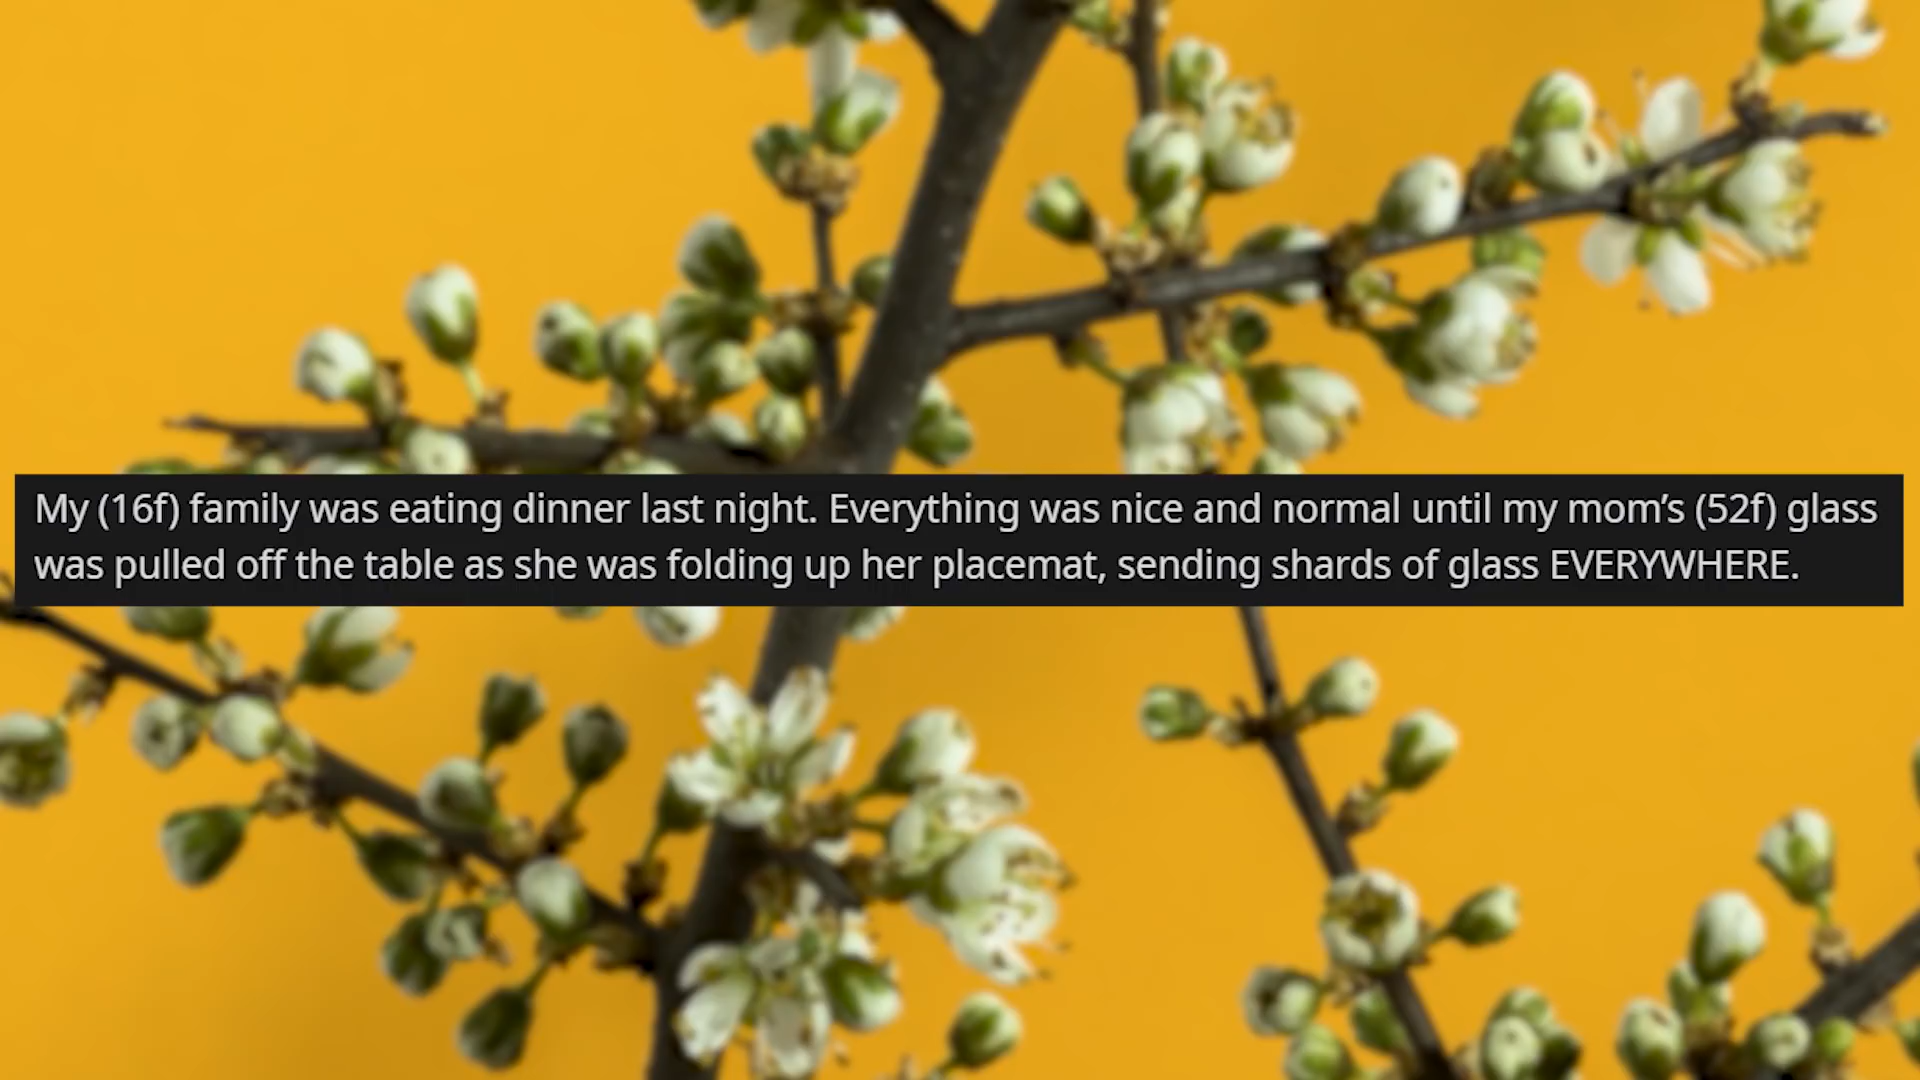 My (16f) family was eating dinner last night. Everything was nice and normal until my mom’s (52f) glass
was pulled off the table as she was folding up her placemat, sending shards of glass EVERYWHERE.